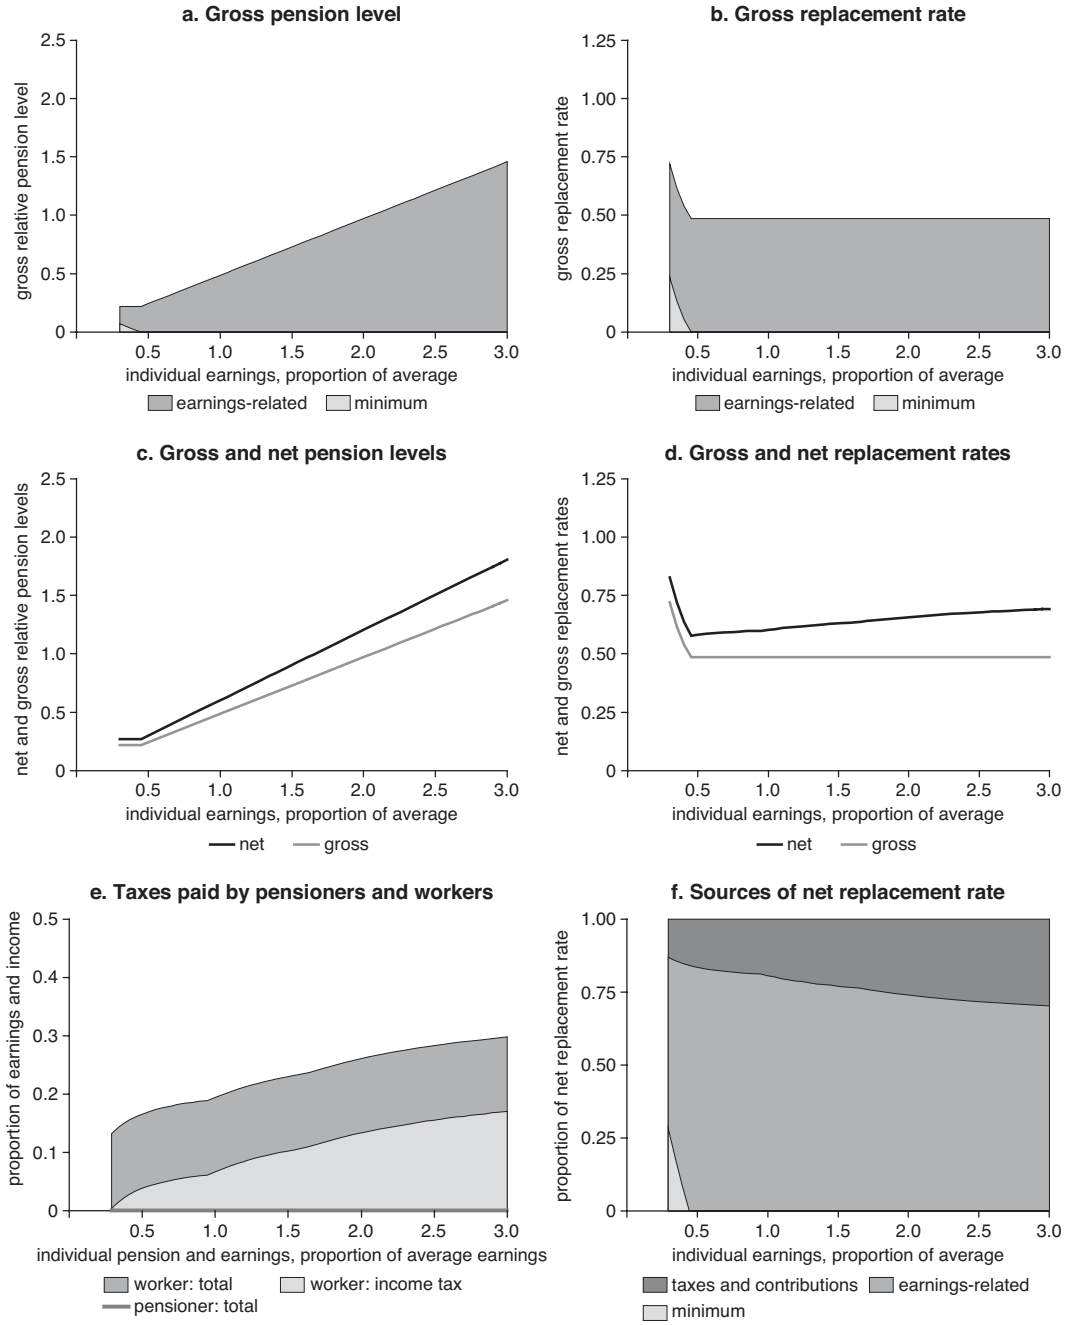 a. Gross pension level
gross relative pension level
2.5
2.0
1.5
1.0
0.5
0
0.5 1.0 1.5 2.0 2.5 3.0
individual earnings, proportion of average
earnings-related minimum
b. Gross replacement rate
gross replacement rate
1.25
1.00
0.75
0.50
0.25
0
0.5 1.0 1.5 2.0 2.5 3.0
individual earnings, proportion of average
earnings-related minimum
c. Gross and net pension levels
net and gross relative pension levels
2.5
2.0
1.5
1.0
0.5
0
0.5 1.0 1.5 2.0 2.5 3.0
individual earnings, proportion of average
net gross
d. Gross and net replacement rates
net and gross replacement rates
1.25
1.00
0.75
0.50
0.25
0
0.5 1.0 1.5 2.0 2.5 3.0
individual earnings, proportion of average
net gross
e. Taxes paid by pensioners and workers
proportion of earnings and income
0.5
0.4
0.3
0.2
0.1
0
0.5 1.0 1.5 2.0 2.5 3.0
individual pension and earnings, proportion of average earnings
worker: total worker: income tax
pensioner: total
f. Sources of net replacement rate
proportion of net replacement rate
1.00
0.75
0.50
0.25
0
0.5 1.0 1.5 2.0 2.5 3.0
individual earnings, proportion of average
taxes and contributions earnings-related
minimum